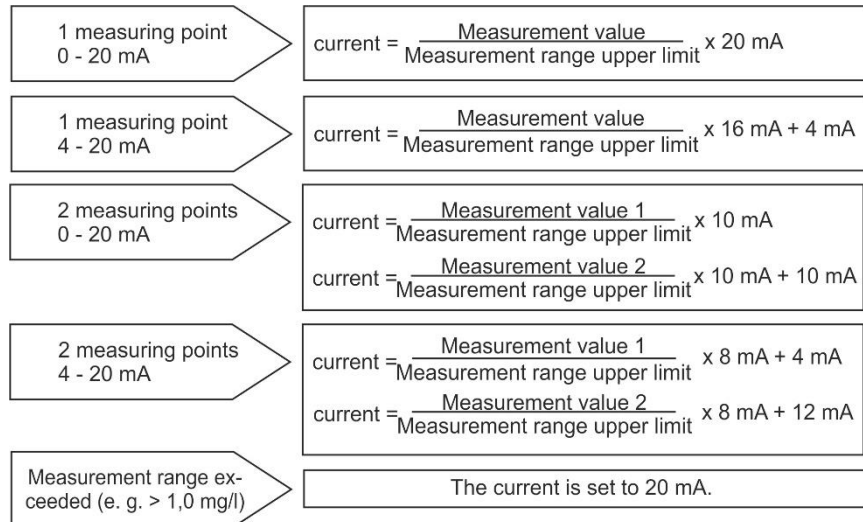 1 measuring point
0 - 20 mA
current = Measurement value / Measurement range upper limit x 20 mA
1 measuring point
4 - 20 mA
current = Measurement value / Measurement range upper limit x 16 mA + 4 mA
2 measuring points
0 - 20 mA
current = Measurement value 1 / Measurement range upper limit x 10 mA
current = Measurement value 2 / Measurement range upper limit x 10 mA + 10 mA
2 measuring points
4 - 20 mA
current = Measurement value 1 / Measurement range upper limit x 8 mA + 4 mA
current = Measurement value 2 / Measurement range upper limit x 8 mA + 12 mA
Measurement range ex-
ceeded (e. g. > 1,0 mg/l)
The current is set to 20 mA.